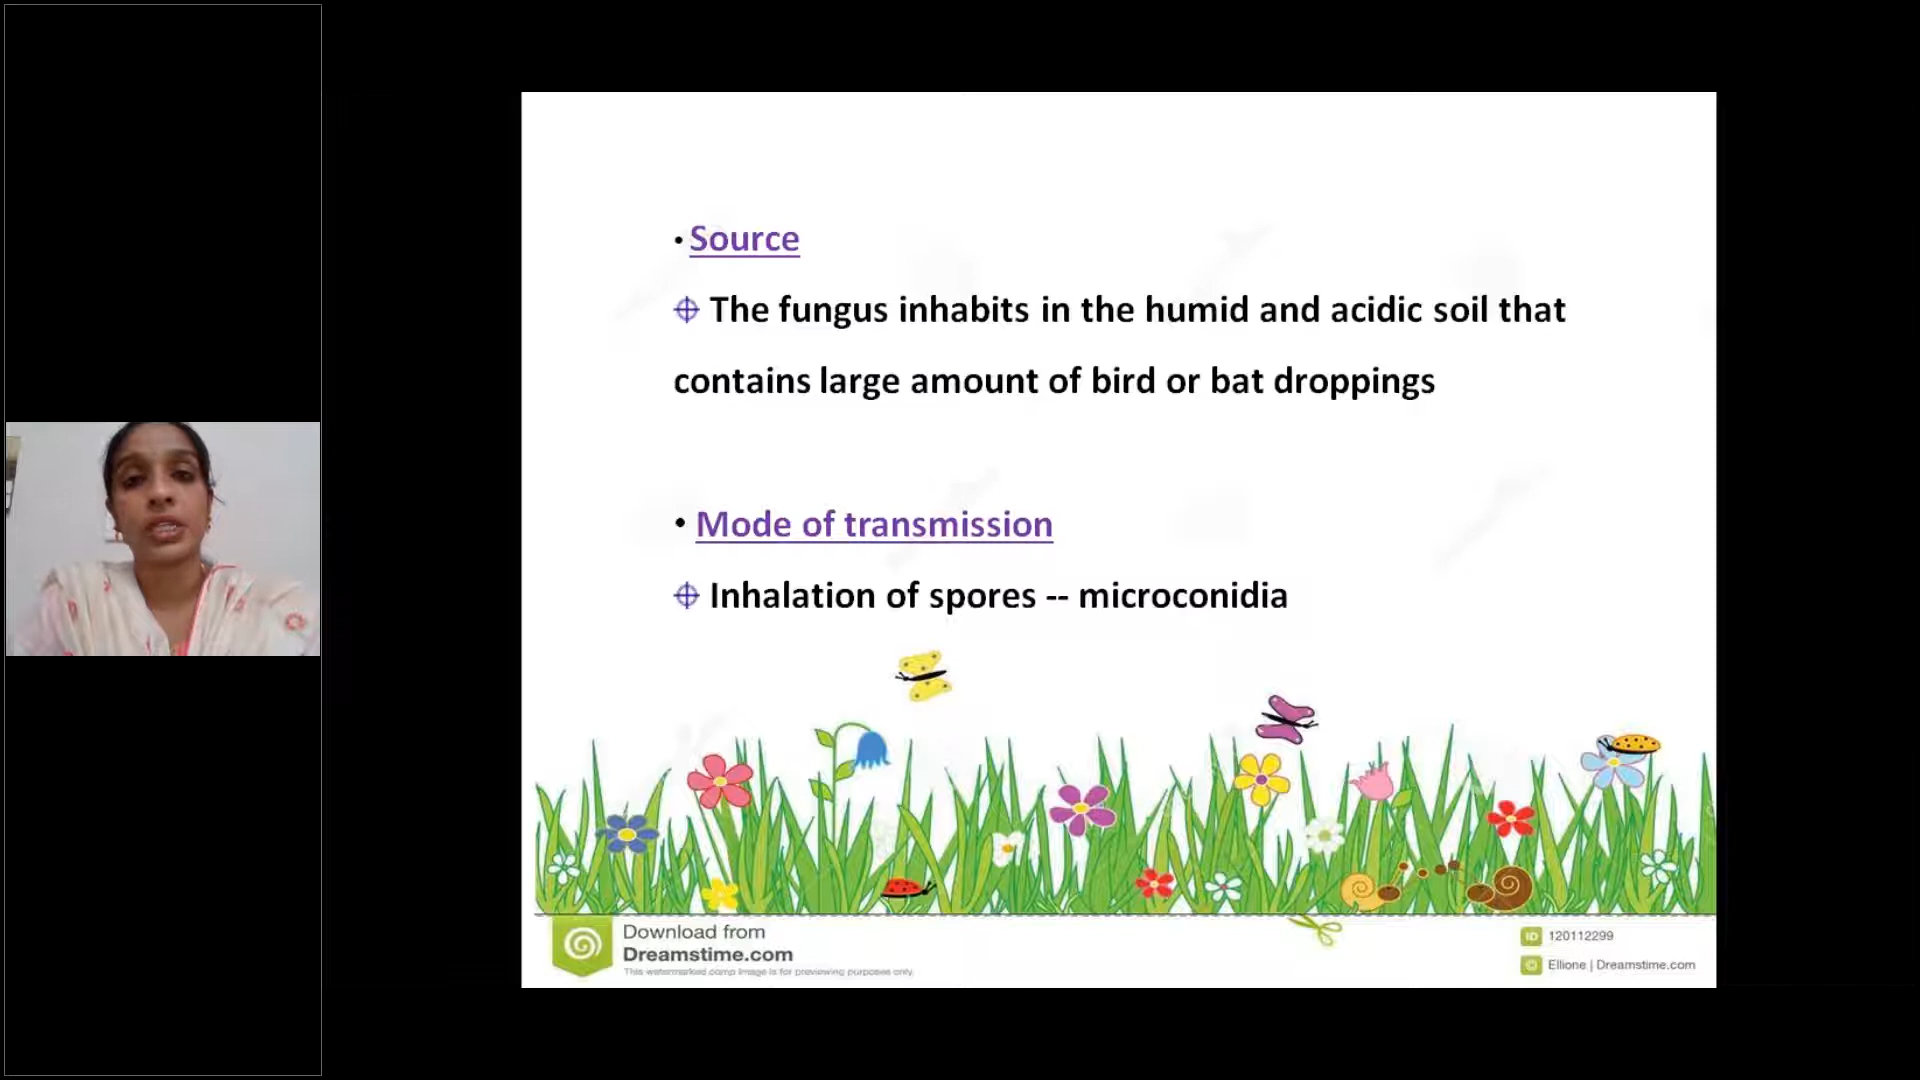 • Source
The fungus inhabits in the humid and acidic soil that
contains large amount of bird or bat droppings
• Mode of transmission
Inhalation of spores -- microconidia
Download from
Dreamstime.com
This watermarked comp image is for previewing purposes only.
ID 120112299
© Ellione | Dreamstime.com